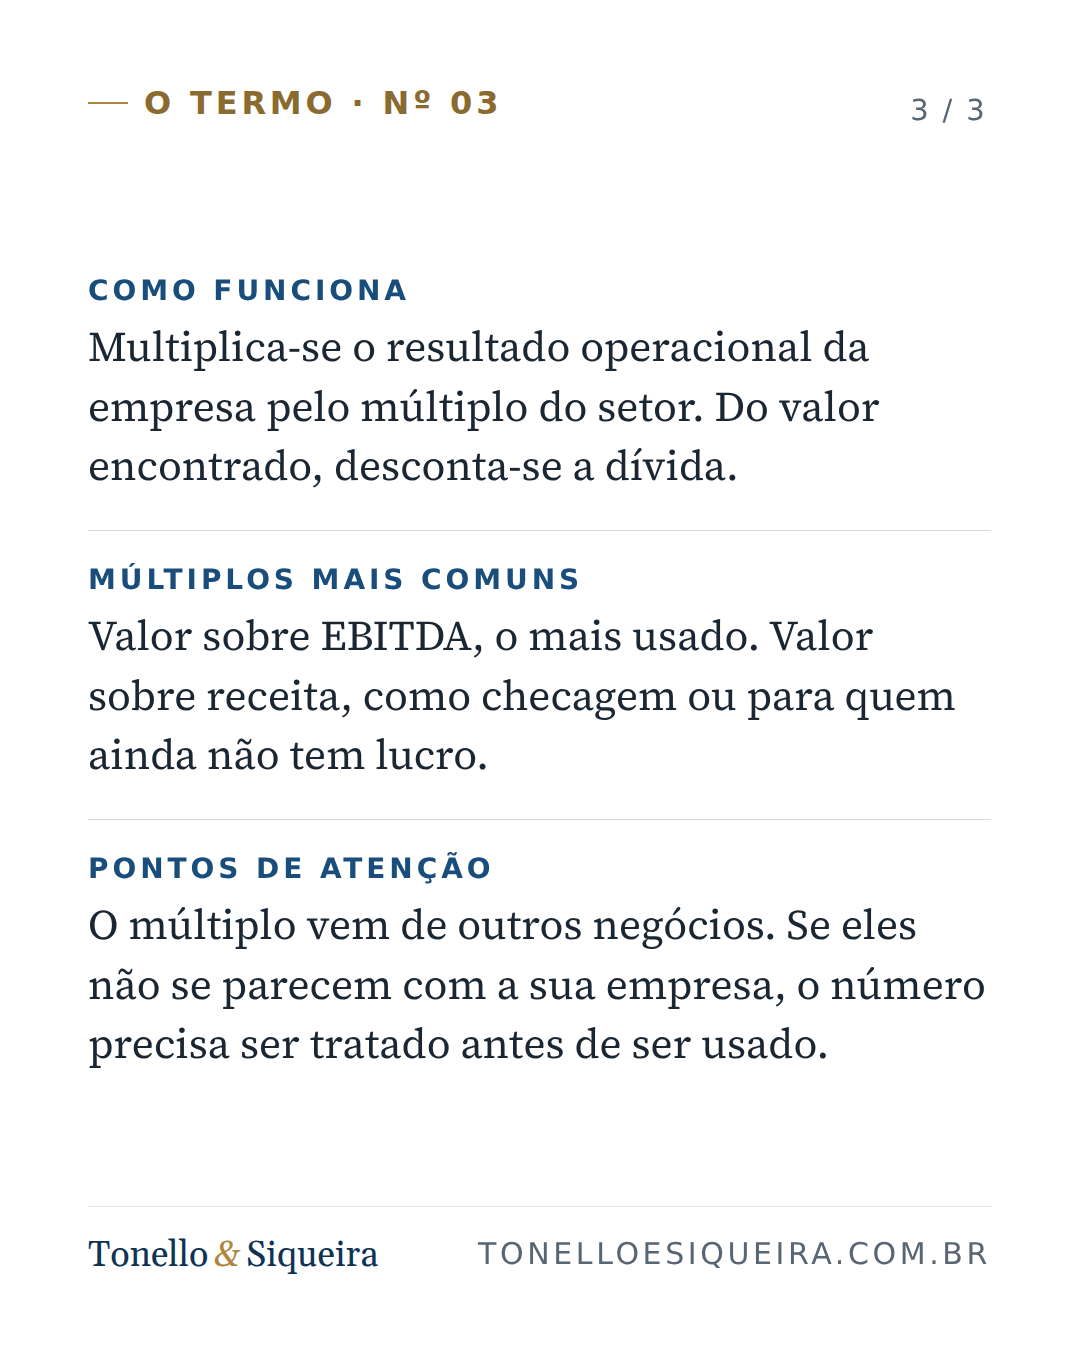 O TERMO · Nº 03
3 / 3
COMO FUNCIONA
Multiplica-se o resultado operacional da
empresa pelo múltiplo do setor. Do valor
encontrado, desconta-se a dívida.
MÚLTIPLOS MAIS COMUNS
Valor sobre EBITDA, o mais usado. Valor
sobre receita, como checagem ou para quem
ainda não tem lucro.
PONTOS DE ATENÇÃO
O múltiplo vem de outros negócios. Se eles
não se parecem com a sua empresa, o número
precisa ser tratado antes de ser usado.
Tonello & Siqueira
TONELLOESIQUEIRA.COM.BR